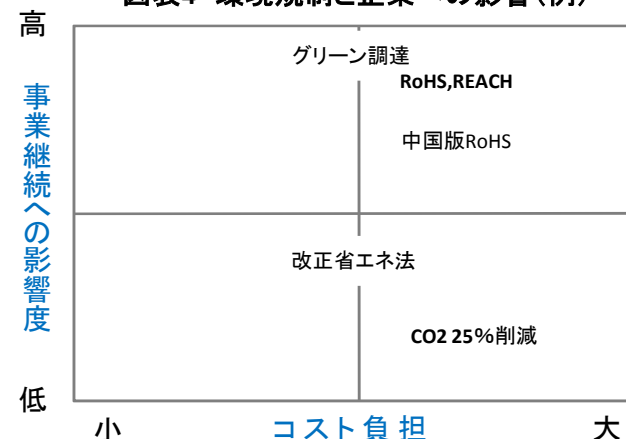 図表4 環境規制と企業への影響(例)
高
グリーン調達
RoHS,REACH
中国版RoHS
事業継続への影響度
改正省エネ法
CO2 25%削減
低
小 コスト負担 大